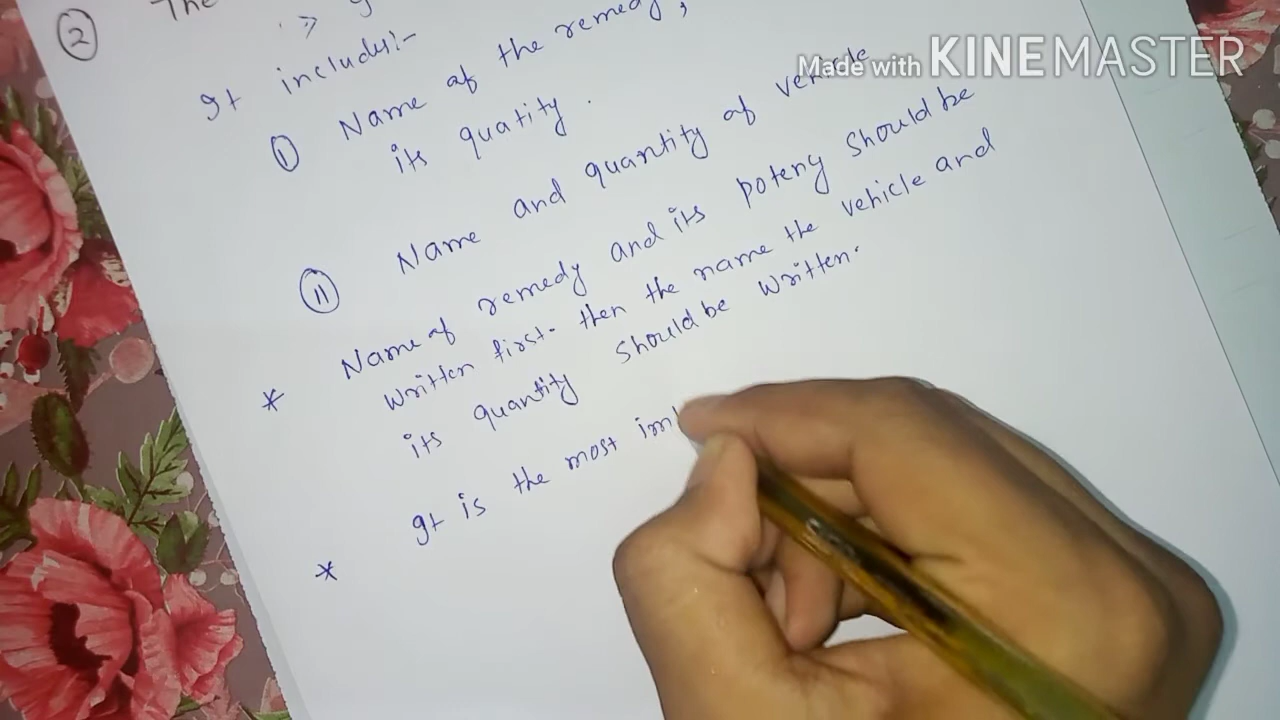 ② The
It includes:-
① Name of the remedy,
its quatity.
② Name and quantity of vehicle
* Name of remedy and its poteny should be
written first. then the name the vehicle and
its quantity should be written.
* It is the most im
Made with KINEMASTER